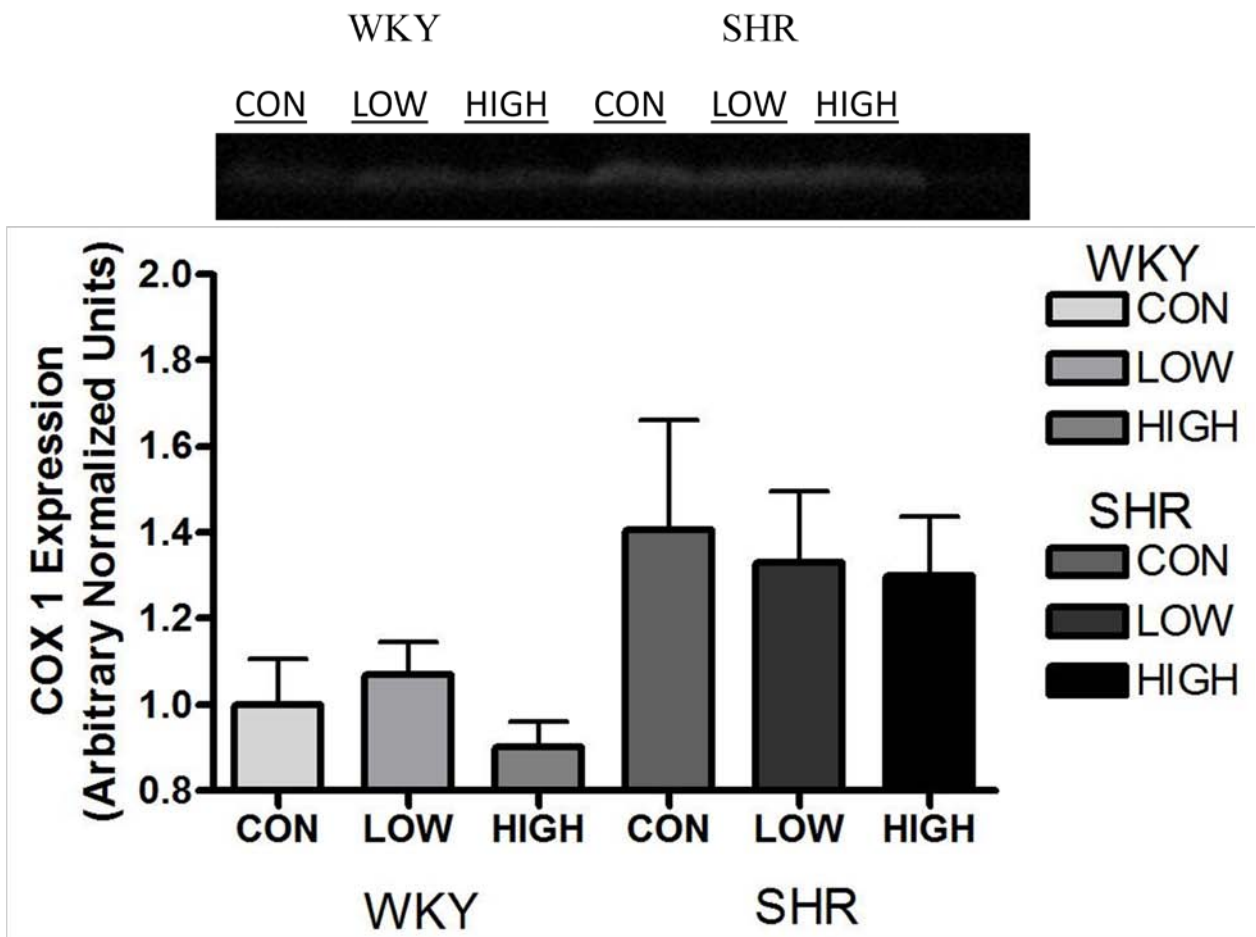 WKY SHR
CON LOW HIGH CON LOW HIGH
COX 1 Expression
(Arbitrary Normalized Units)
2.0
1.8
1.6
1.4
1.2
1.0
0.8
CON LOW HIGH CON LOW HIGH
WKY SHR
WKY
CON
LOW
HIGH
SHR
CON
LOW
HIGH